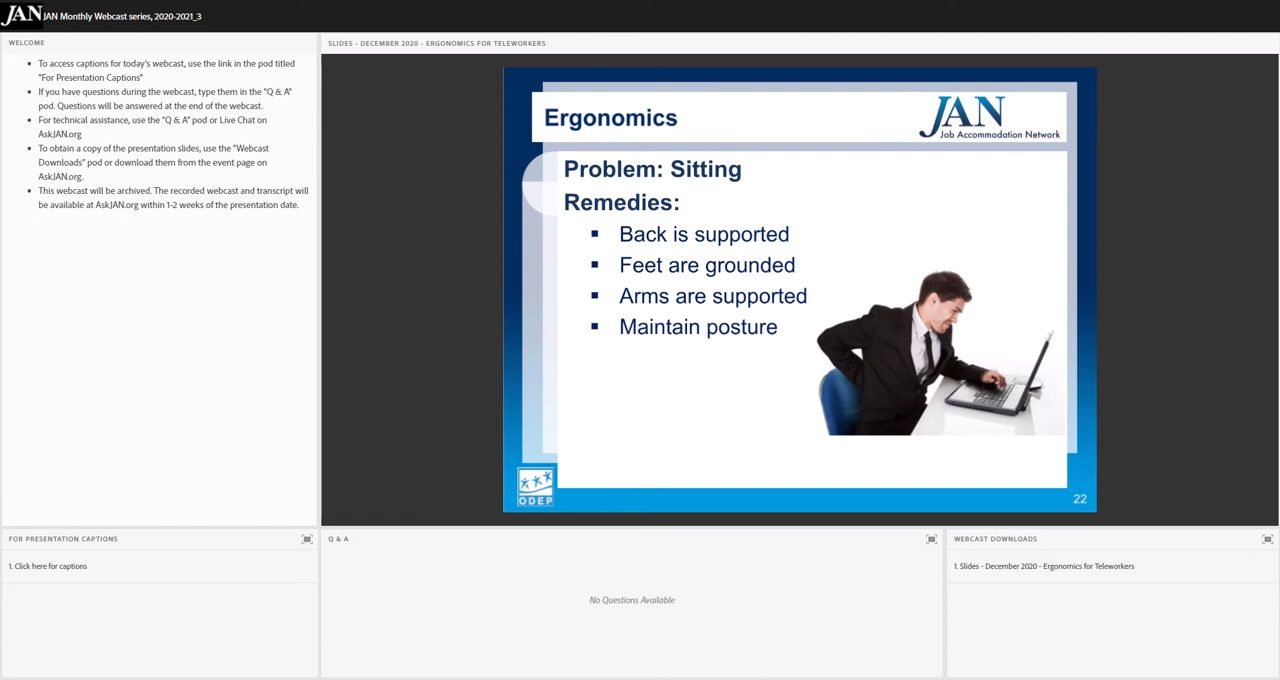 JAN JAN Monthly Webcast series, 2020-2021_3
WELCOME
To access captions for today's webcast, use the link in the pod titled
"For Presentation Captions"
If you have questions during the webcast, type them in the "Q & A"
pod. Questions will be answered at the end of the webcast.
For technical assistance, use the "Q & A" pod or Live Chat on
AskJAN.org
To obtain a copy of the presentation slides, use the "Webcast
Downloads" pod or download them from the event page on
AskJAN.org.
This webcast will be archived. The recorded webcast and transcript will
be available at AskJAN.org within 1-2 weeks of the presentation date.
SLIDES - DECEMBER 2020 - ERGONOMICS FOR TELEWORKERS
Ergonomics
JAN
Job Accommodation Network
Problem: Sitting
Remedies:
Back is supported
Feet are grounded
Arms are supported
Maintain posture
ODEP
22
FOR PRESENTATION CAPTIONS
1. Click here for captions
Q & A
No Questions Available
WEBCAST DOWNLOADS
1. Slides - December 2020 - Ergonomics for Teleworkers